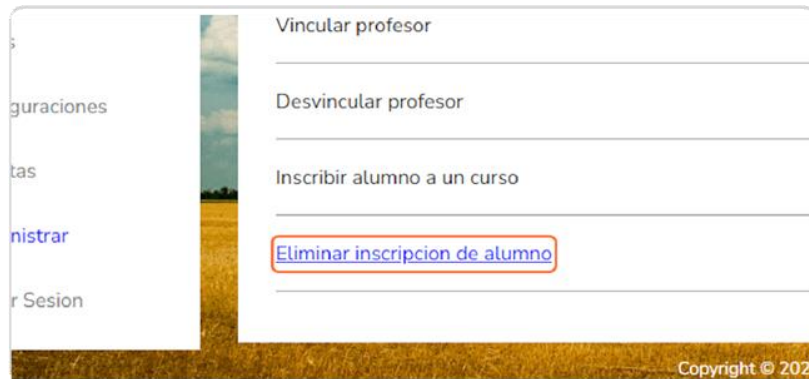 Vincular profesor
guraciones
Desvincular profesor
tas
Inscribir alumno a un curso
nistrar
Eliminar inscripcion de alumno
r Sesion
Copyright © 202